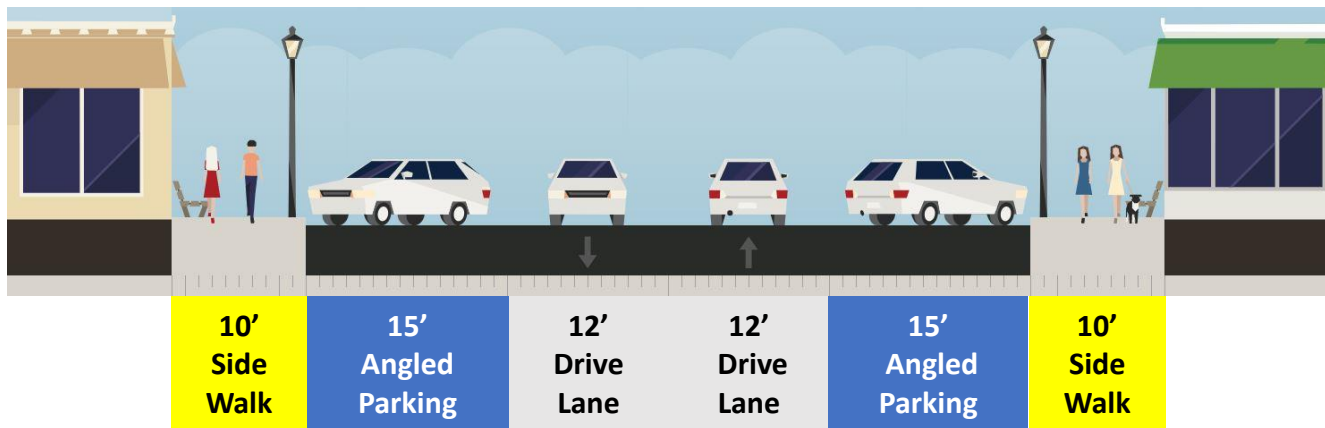 10’
Side
Walk
15’
Angled
Parking
12’
Drive
Lane
12’
Drive
Lane
15’
Angled
Parking
10’
Side
Walk